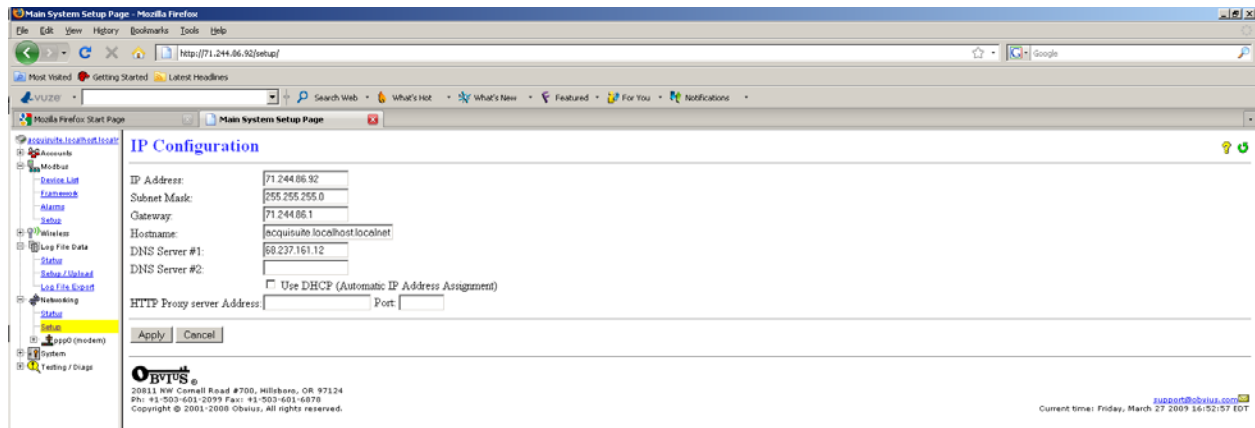 Main System Setup Page - Mozilla Firefox
File Edit View History Bookmarks Tools Help
http://71.244.86.92/setup/
Google
Most Visited Getting Started Latest Headlines
VUZE Search Web What's Hot What's New Featured For You Notifications
Mozilla Firefox Start Page Main System Setup Page
acquisuite.localhost.localr
Accounts
Modbus
Device List
Framework
Alarms
Setup
Wireless
Log File Data
Status
Setup / Upload
Log File Export
Networking
Status
Setup
ppp0 (modem)
System
Testing / Diags
IP Configuration
IP Address: 71.244.86.92
Subnet Mask: 255.255.255.0
Gateway: 71.244.86.1
Hostname: acquisuite.localhost.localnet
DNS Server #1: 68.237.161.12
DNS Server #2:
Use DHCP (Automatic IP Address Assignment)
HTTP Proxy server Address: Port:
Apply Cancel
OBVIUS ®
20811 NW Cornell Road #700, Hillsboro, OR 97124
Ph: +1-503-601-2099 Fax: +1-503-601-6878
Copyright © 2001-2008 Obvius, All rights reserved.
support@obvius.com
Current time: Friday, March 27 2009 16:52:57 EDT